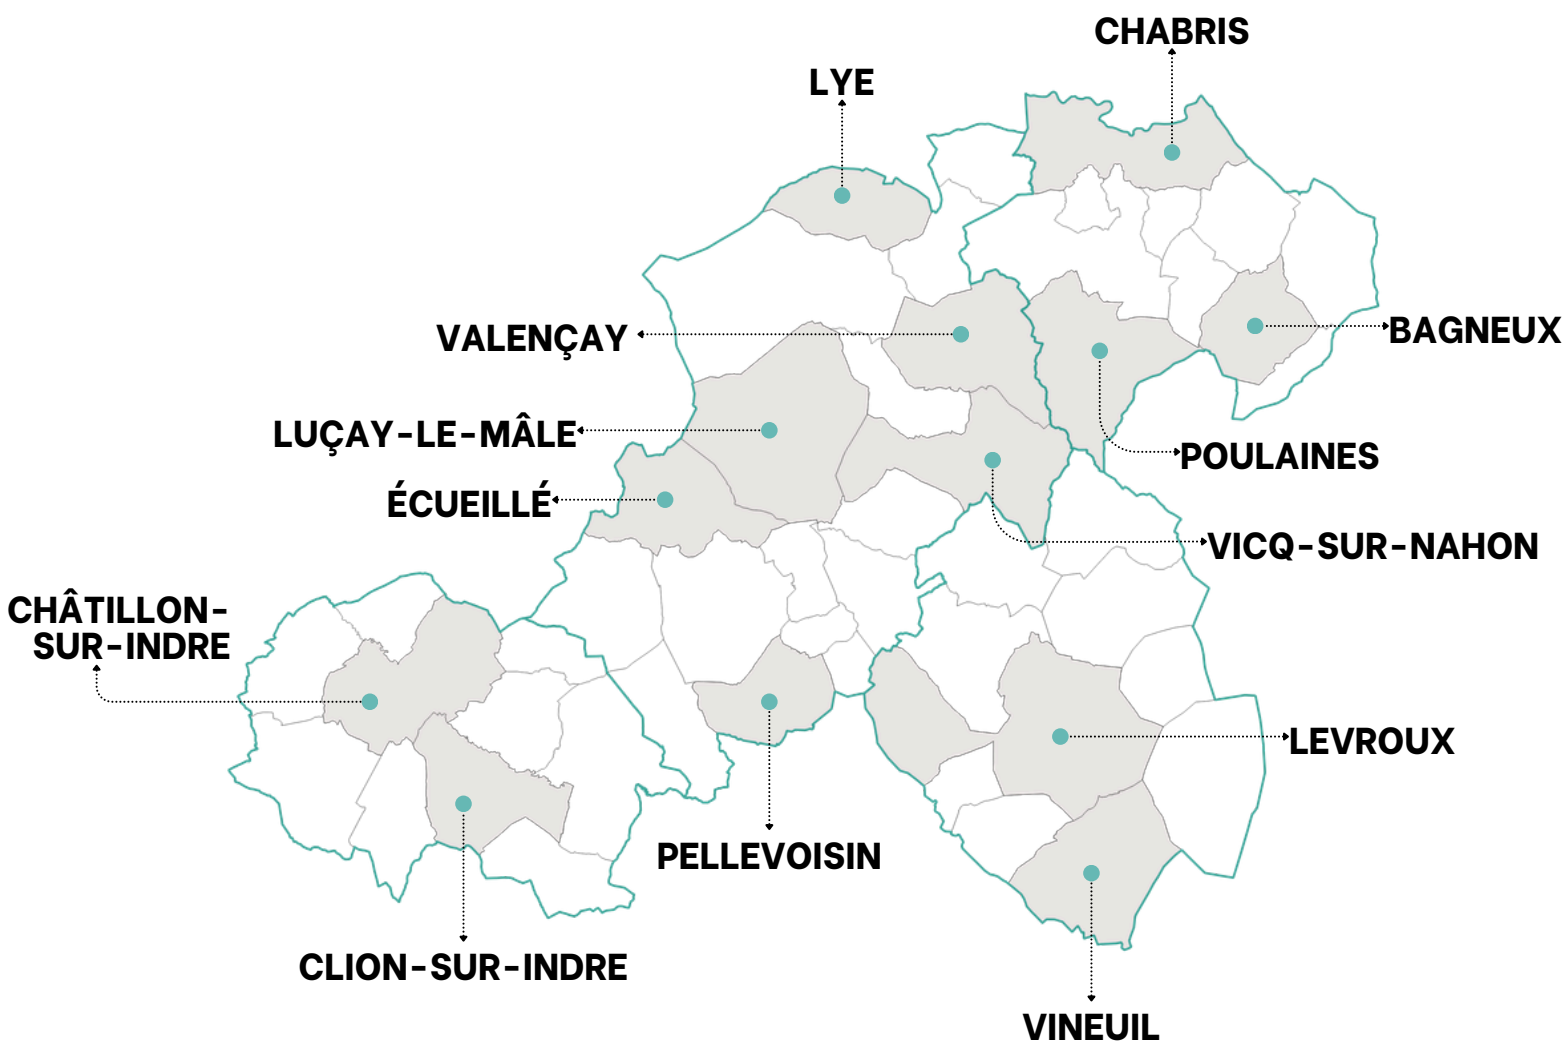 CHABRIS
LYE
VALENÇAY
BAGNEUX
LUÇAY-LE-MÂLE
POULAINES
ÉCUEILLÉ
VICQ-SUR-NAHON
CHÂTILLON-
SUR-INDRE
LEVROUX
PELLEVOISIN
CLION-SUR-INDRE
VINEUIL